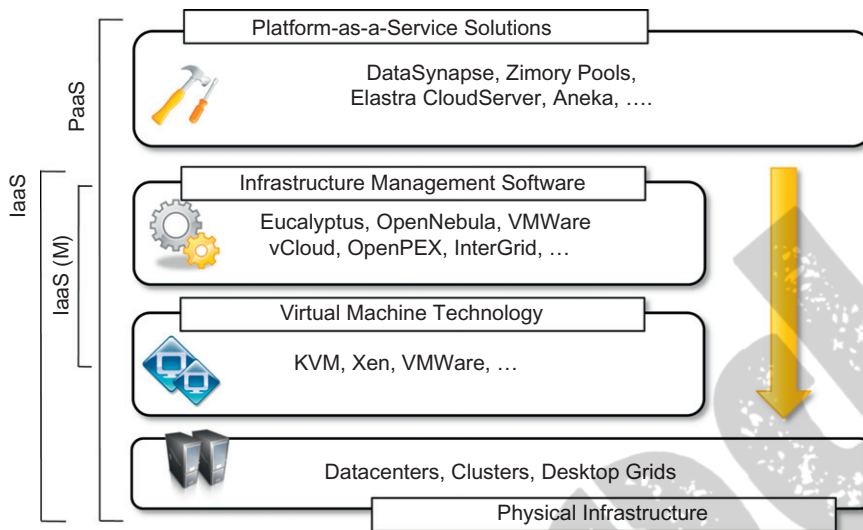 Platform-as-a-Service Solutions
DataSynapse, Zimory Pools,
Elastra CloudServer, Aneka, ….
PaaS
IaaS
IaaS (M)
Infrastructure Management Software
Eucalyptus, OpenNebula, VMWare
vCloud, OpenPEX, InterGrid, …
Virtual Machine Technology
KVM, Xen, VMWare, …
Datacenters, Clusters, Desktop Grids
Physical Infrastructure